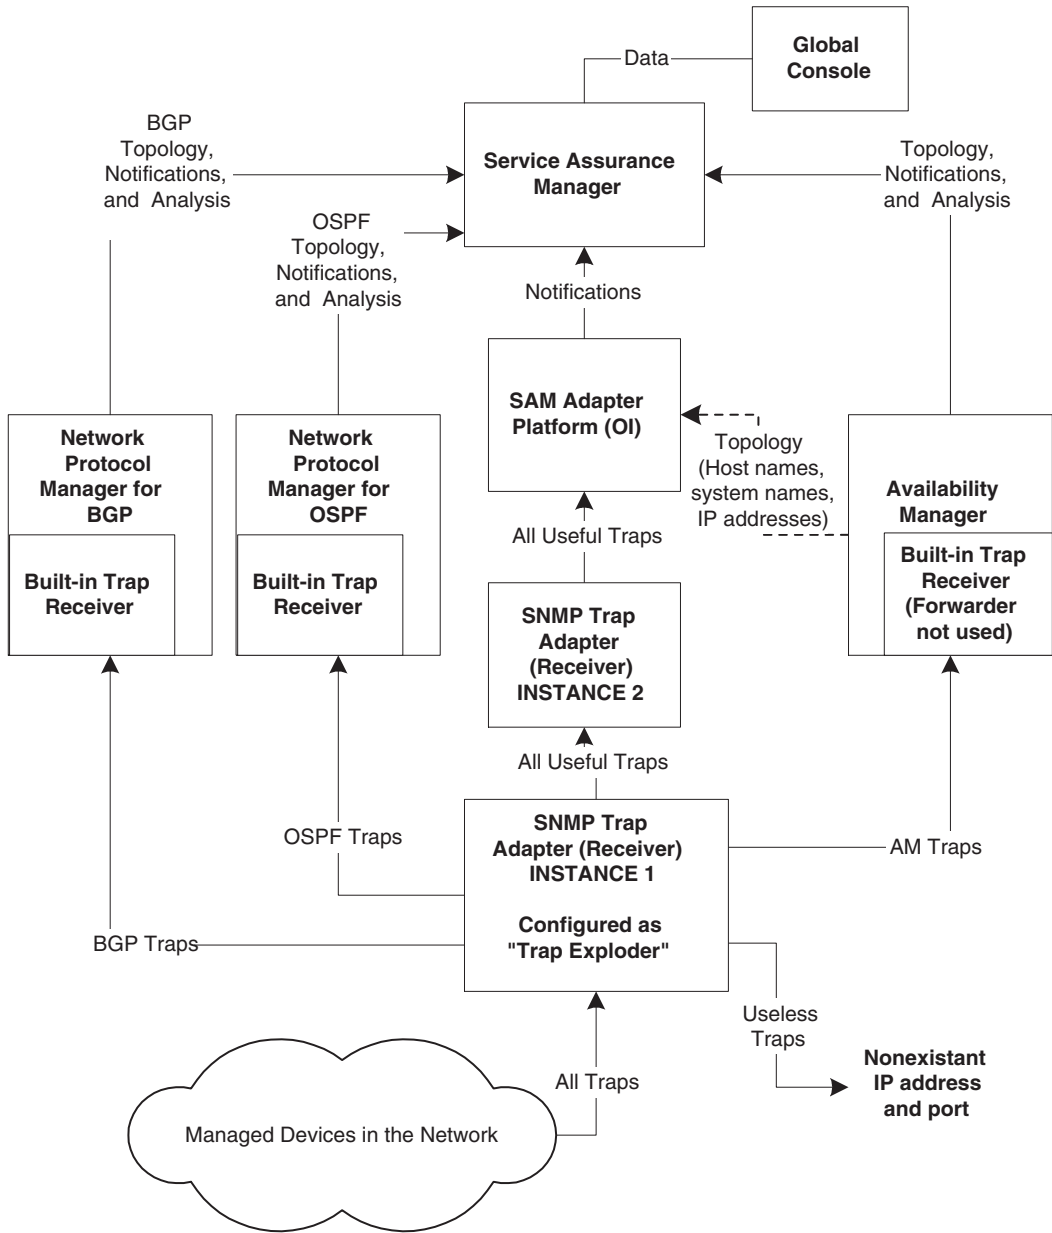 Global
Console
Data
BGP
Topology,
Notifications,
and Analysis
Service Assurance
Manager
Topology,
Notifications,
and Analysis
OSPF
Topology,
Notifications,
and Analysis
Notifications
SAM Adapter
Platform (OI)
Network
Protocol
Manager for
BGP
Built-in Trap
Receiver
Network
Protocol
Manager for
OSPF
Built-in Trap
Receiver
Topology
(Host names,
system names,
IP addresses)
Availability
Manager
Built-in Trap
Receiver
(Forwarder
not used)
All Useful Traps
SNMP Trap
Adapter
(Receiver)
INSTANCE 2
All Useful Traps
SNMP Trap
Adapter (Receiver)
INSTANCE 1
Configured as
"Trap Exploder"
OSPF Traps
AM Traps
BGP Traps
Useless
Traps
Nonexistant
IP address
and port
All Traps
Managed Devices in the Network